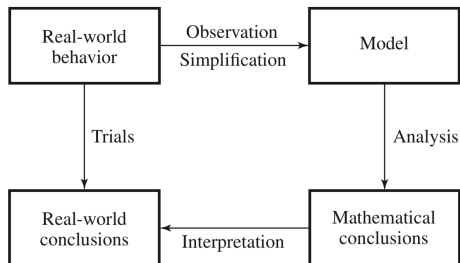 Real-world
behavior
Observation
Simplification
Model
Trials
Analysis
Real-world
conclusions
Interpretation
Mathematical
conclusions